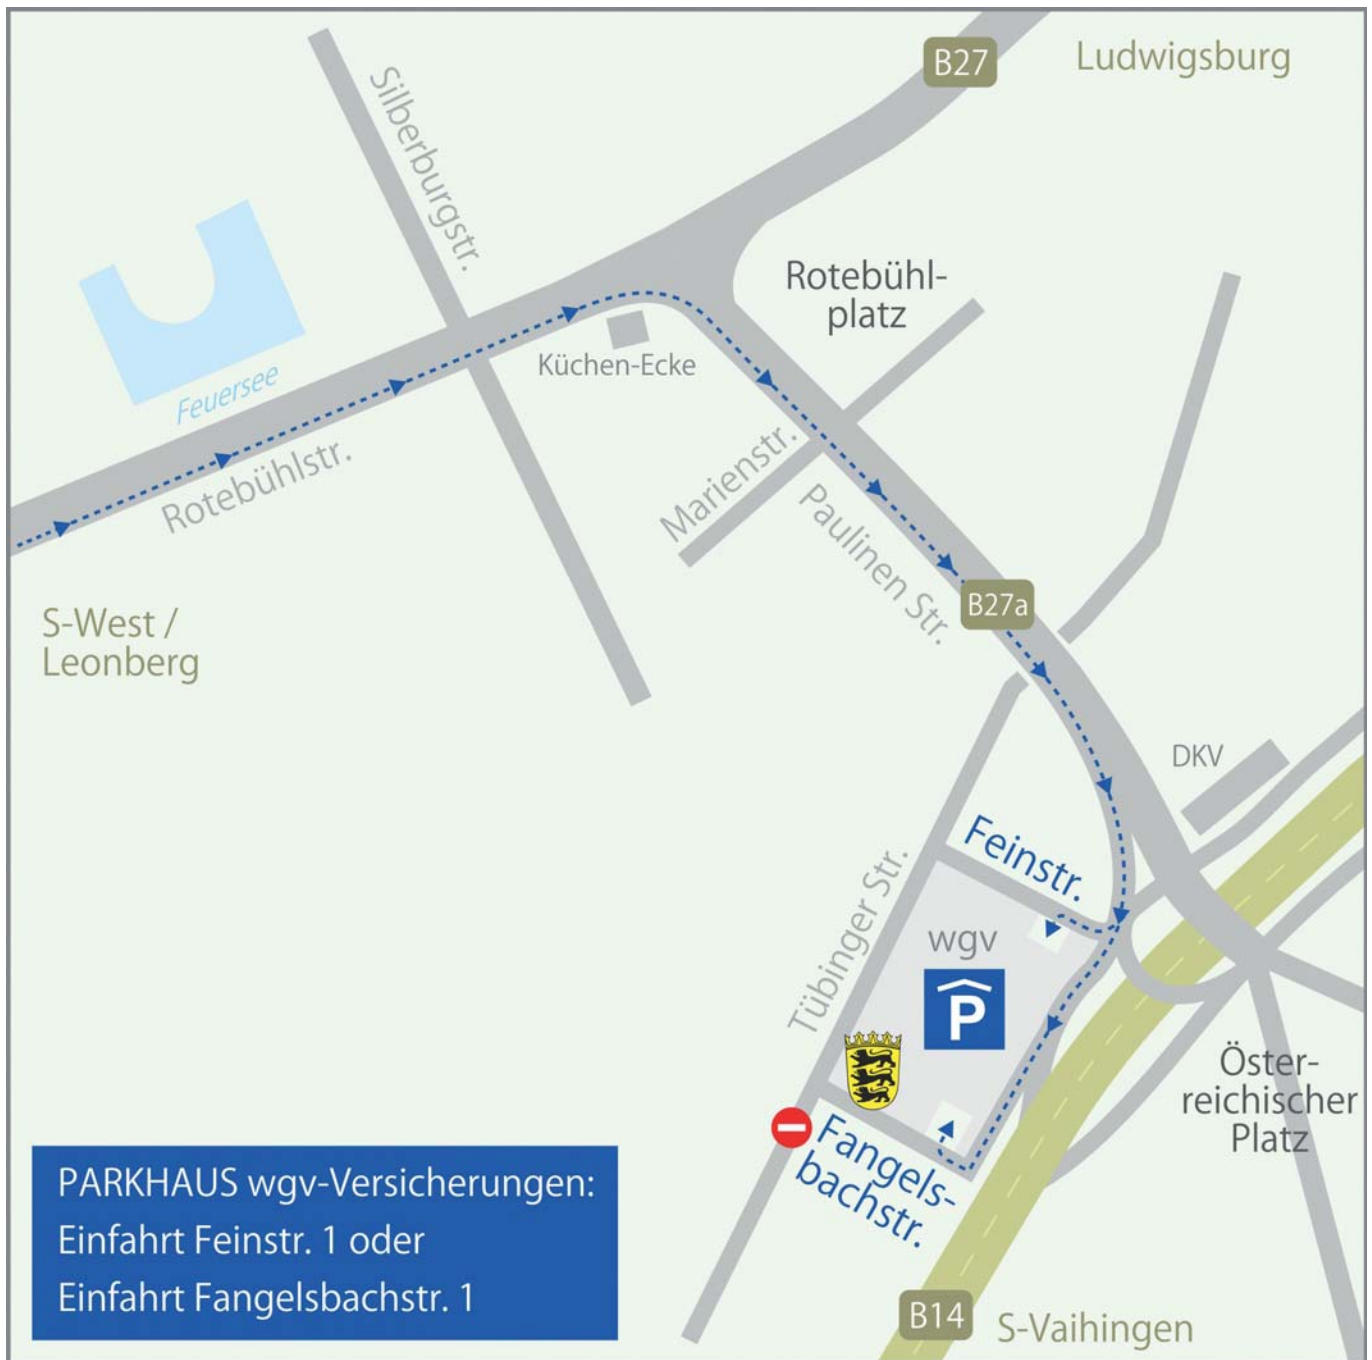 B27
Ludwigsburg
Silberburgstr.
Rotebühl-
platz
Küchen-Ecke
Feuersee
Rotebühlstr.
Marienstr.
Paulinen Str.
B27a
S-West /
Leonberg
DKV
Feinstr.
Tübinger Str.
wgv
P
Öster-
reichischer
Platz
Fangels-
bachstr.
PARKHAUS wgv-Versicherungen:
Einfahrt Feinstr. 1 oder
Einfahrt Fangelsbachstr. 1
B14
S-Vaihingen